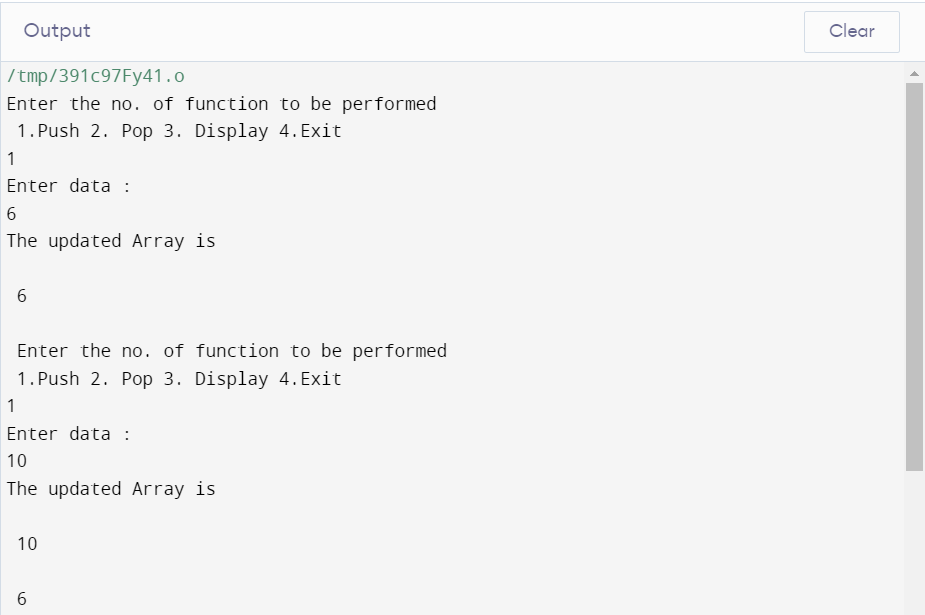 Output
Clear
/tmp/391c97Fy41.o
Enter the no. of function to be performed
1.Push 2. Pop 3. Display 4.Exit
1
Enter data :
6
The updated Array is
6
Enter the no. of function to be performed
1.Push 2. Pop 3. Display 4.Exit
1
Enter data :
10
The updated Array is
10
6